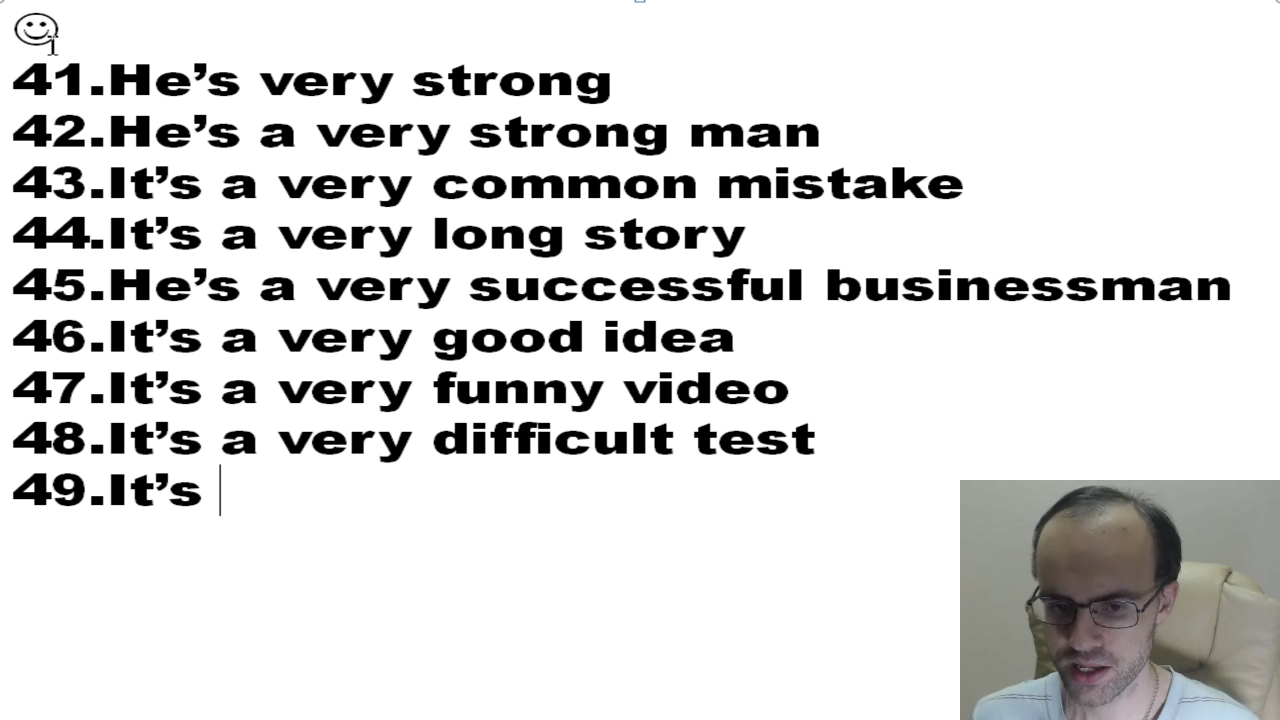 41.He’s very strong
42.He’s a very strong man
43.It’s a very common mistake
44.It’s a very long story
45.He’s a very successful businessman
46.It’s a very good idea
47.It’s a very funny video
48.It’s a very difficult test
49.It’s